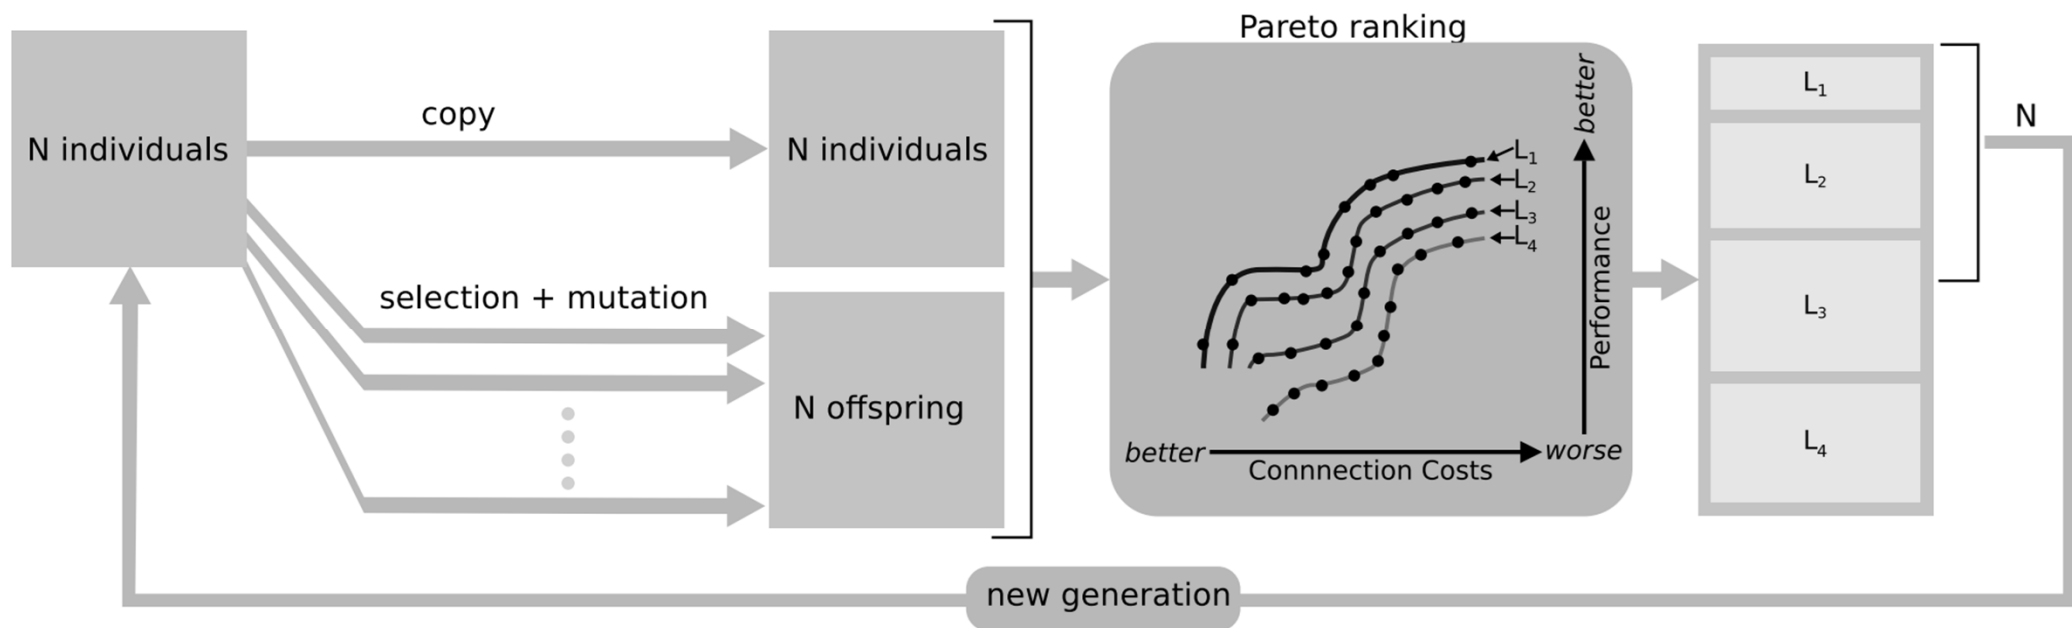 Pareto ranking
N individuals
copy
N individuals
selection + mutation
N offspring
better
Performance
L1
L2
L3
L4
better
worse
Connnection Costs
L1
L2
L3
L4
N
new generation